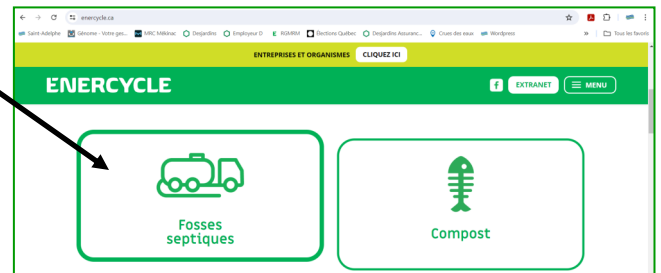 enercycle.ca
Saint-Adelphe Génome - Votre ges... MRC Mékinac Desjardins Employeur D RGMRM Élections Québec Desjardins Assuranc... Crues des eaux Wordpress » Tous les favoris
ENTREPRISES ET ORGANISMES CLIQUEZ ICI
ENERCYCLE f EXTRANET MENU
Fosses
septiques
Compost